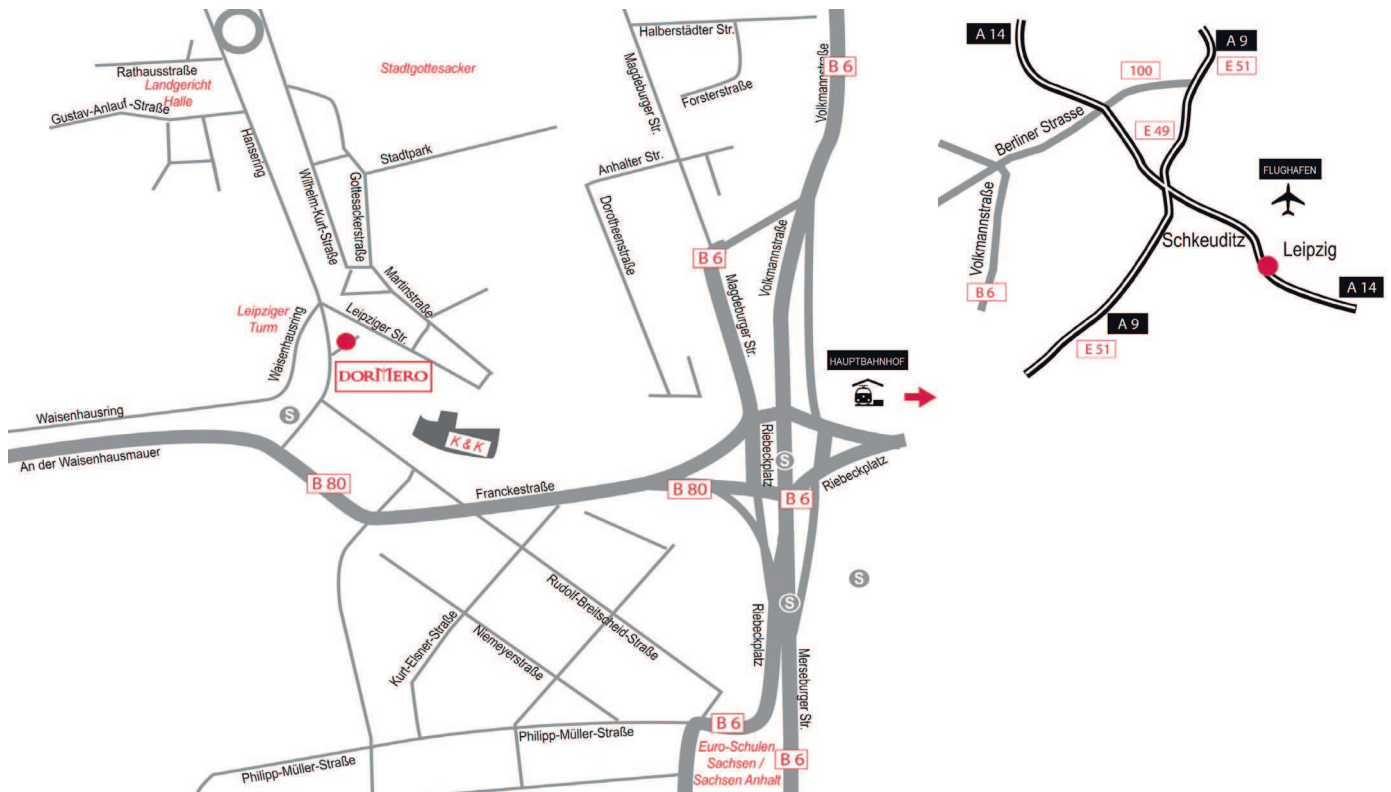 Halberstädter Str.
A 14
A 9
Rathausstraße
Landgericht
Halle
Stadtgottesacker
B 6
Volkmannstraße
E 51
100
Magdeburger Str.
Forsterstraße
Gustav-Anlauf-Straße
Hansering
E 49
Berliner Strasse
Stadtpark
Anhalter Str.
FLUGHAFEN
Wilhelm-Kurt-Straße
Gottesackerstraße
Dorotheenstraße
Volkmannstraße
Volkmannstraße
Schkeuditz
Leipzig
B 6
Martinstraße
Magdeburger Str.
B 6
A 14
Leipziger
Turm
Leipziger Str.
Waisenhausring
A 9
E 51
DORMERO
HAUPTBAHNHOF
Waisenhausring
S
K & K
An der Waisenhausmauer
B 80
Franckestraße
B 80
Riebeckplatz
S
B 6
Riebeckplatz
S
S
Rudolf-Breitscheid-Straße
Niemeyerstraße
Kurt-Elsner-Straße
Riebeckplatz
Merseburger Str.
B 6
Philipp-Müller-Straße
Philipp-Müller-Straße
Euro-Schulen
Sachsen /
Sachsen Anhalt
B 6